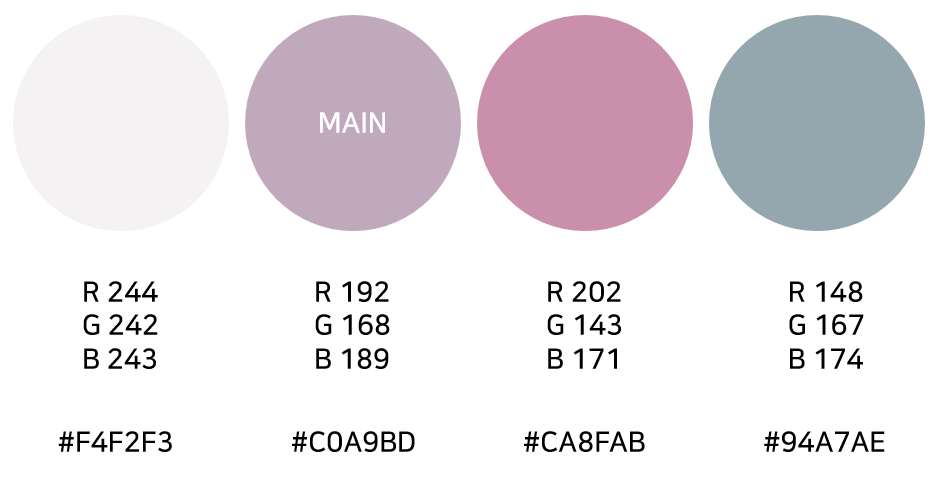 MAIN
R 244
G 242
B 243
#F4F2F3
R 192
G 168
B 189
#C0A9BD
R 202
G 143
B 171
#CA8FAB
R 148
G 167
B 174
#94A7AE